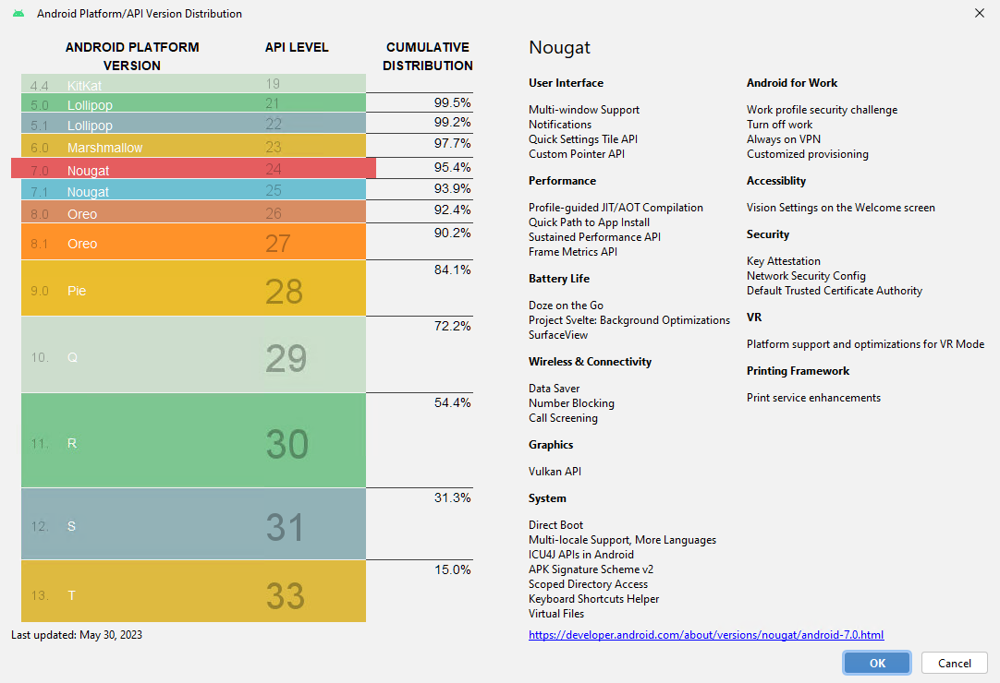 Android Platform/API Version Distribution
ANDROID PLATFORM VERSION API LEVEL CUMULATIVE DISTRIBUTION
4.4 KitKat 19
5.0 Lollipop 21 99.5%
5.1 Lollipop 22 99.2%
6.0 Marshmallow 23 97.7%
7.0 Nougat 24 95.4%
7.1 Nougat 25 93.9%
8.0 Oreo 26 92.4%
8.1 Oreo 27 90.2%
9.0 Pie 28 84.1%
10. Q 29 72.2%
11. R 30 54.4%
12. S 31 31.3%
13. T 33 15.0%
Last updated: May 30, 2023
Nougat
User Interface
Multi-window Support
Notifications
Quick Settings Tile API
Custom Pointer API
Performance
Profile-guided JIT/AOT Compilation
Quick Path to App Install
Sustained Performance API
Frame Metrics API
Battery Life
Doze on the Go
Project Svelte: Background Optimizations
SurfaceView
Wireless & Connectivity
Data Saver
Number Blocking
Call Screening
Graphics
Vulkan API
System
Direct Boot
Multi-locale Support, More Languages
ICU4J APIs in Android
APK Signature Scheme v2
Scoped Directory Access
Keyboard Shortcuts Helper
Virtual Files
Android for Work
Work profile security challenge
Turn off work
Always on VPN
Customized provisioning
Accessiblity
Vision Settings on the Welcome screen
Security
Key Attestation
Network Security Config
Default Trusted Certificate Authority
VR
Platform support and optimizations for VR Mode
Printing Framework
Print service enhancements
https://developer.android.com/about/versions/nougat/android-7.0.html
OK
Cancel